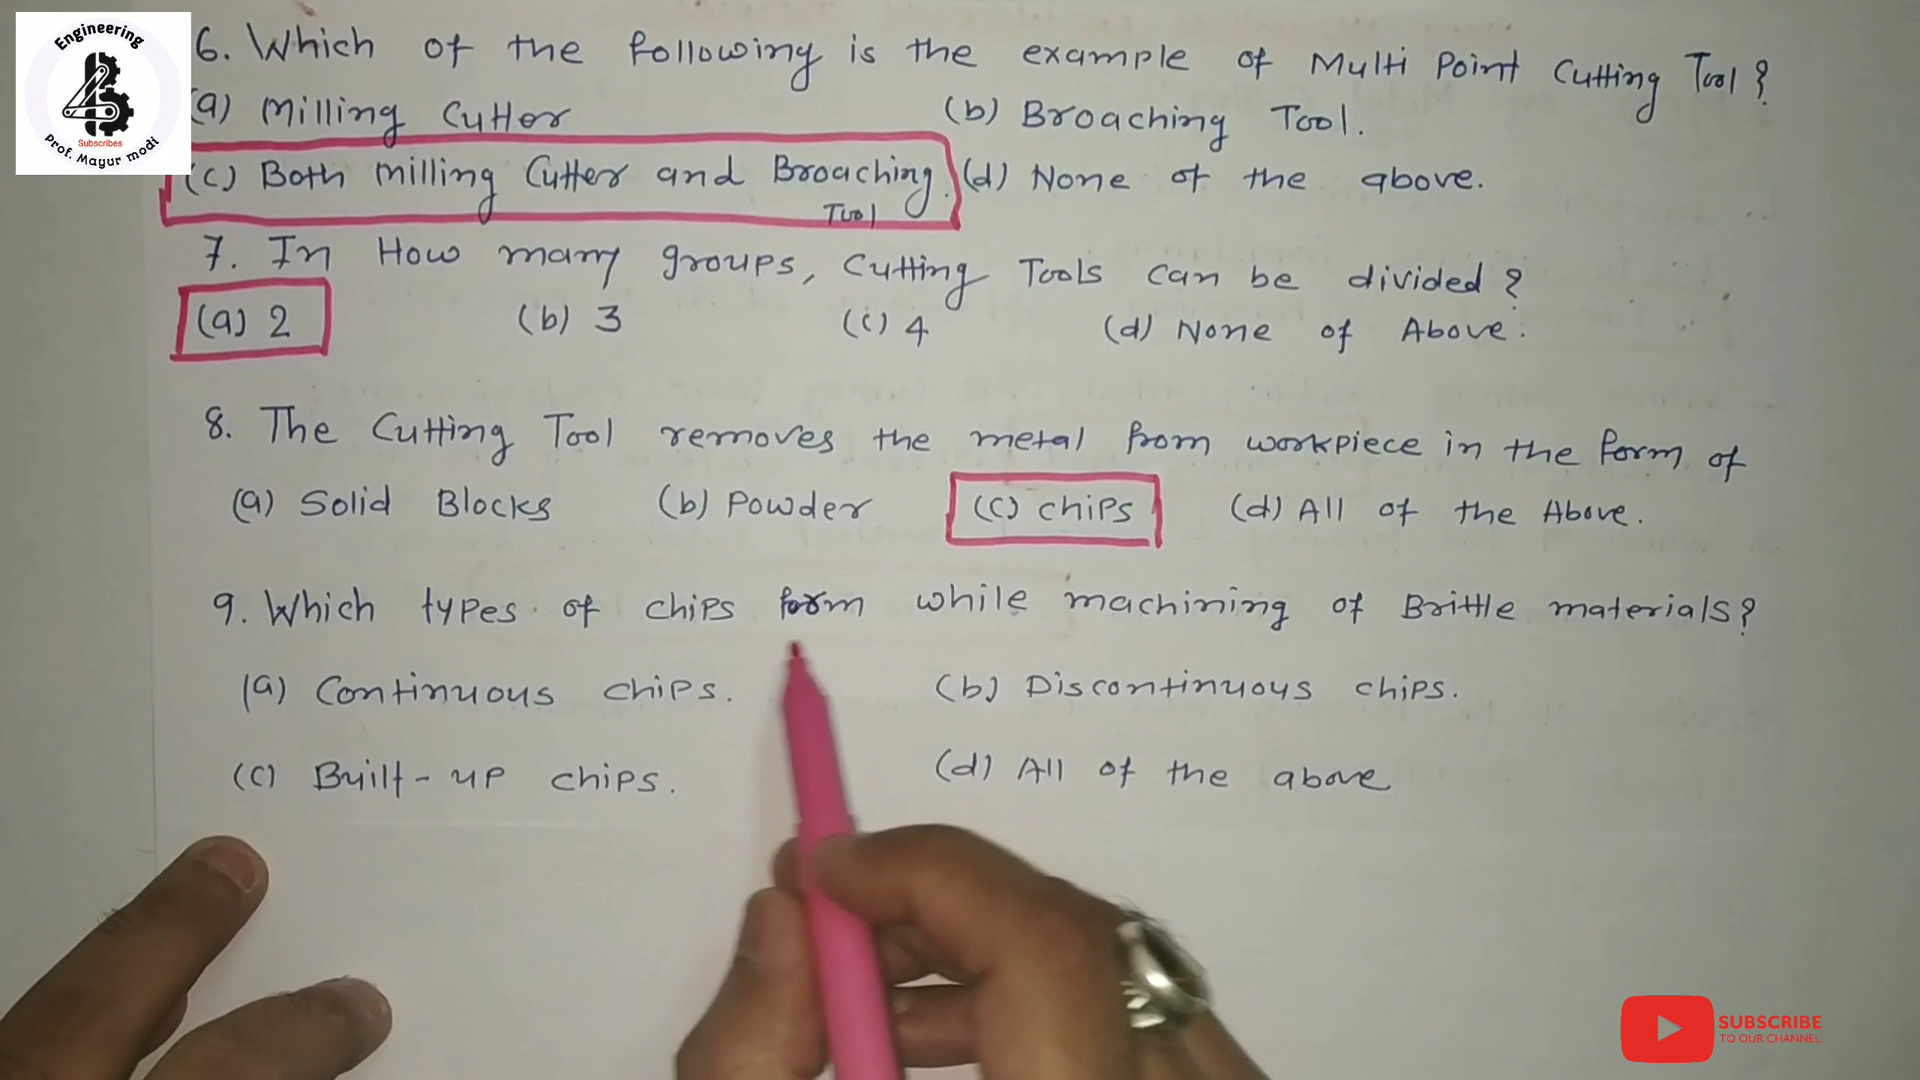 Engineering
Subscribes
Prof. Mayur modi
6. Which of the following is the example of Multi Point Cutting Tool?
(a) Milling Cutter (b) Broaching Tool.
(c) Both Milling Cutter and Broaching Tool (d) None of the above.
7. In How many groups, Cutting Tools can be divided?
(a) 2 (b) 3 (c) 4 (d) None of Above.
8. The Cutting Tool removes the metal from workpiece in the form of
(a) Solid Blocks (b) Powder (c) chips (d) All of the Above.
9. Which types of chips form while machining of Brittle materials?
(a) Continuous chips. (b) Discontinuous chips.
(c) Built-up chips. (d) All of the above
SUBSCRIBE
TO OUR CHANNEL